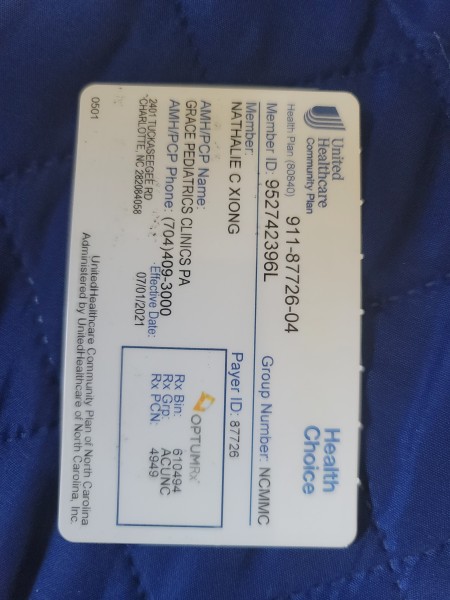 United
Healthcare
Community Plan
Health
Choice
Health Plan (80840) 911-87726-04
Member ID: 952742396L Group Number: NCMMC
Member:
NATHALIE C XIONG Payer ID: 87726
AMH/PCP Name:
GRACE PEDIATRICS CLINICS PA
AMH/PCP Phone: (704)409-3000
2401 TUCKASEEGEE RD
CHARLOTTE, NC 282084058
Effective Date:
07/01/2021
OPTUMRx
Rx Bin: 610494
Rx Grp: ACUNC
Rx PCN: 4949
0501
UnitedHealthcare Community Plan of North Carolina
Administered by UnitedHealthcare of North Carolina, Inc.